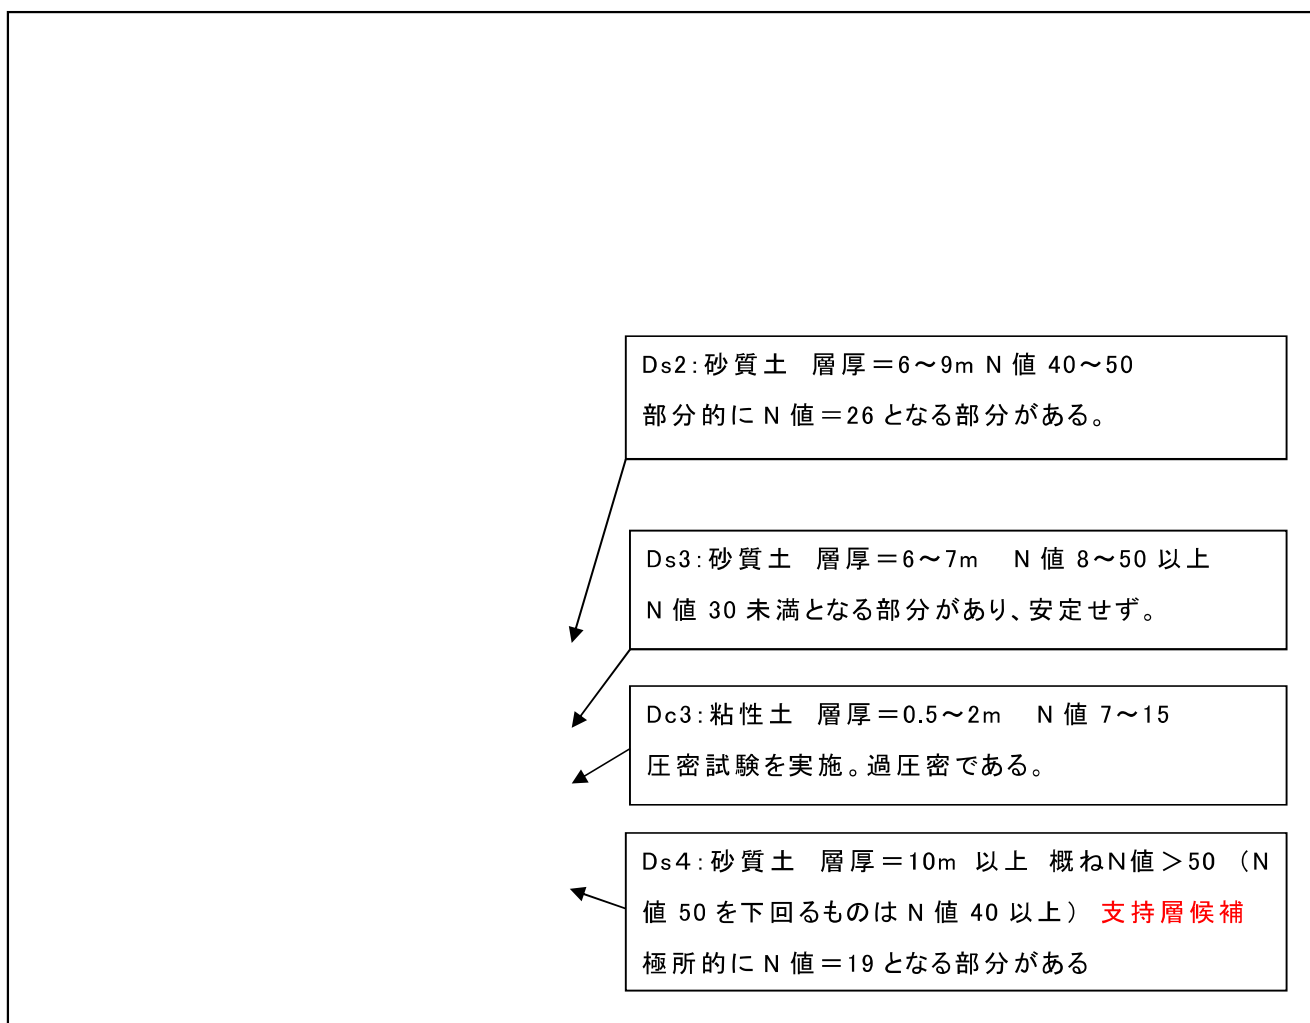 Ds2:砂質土　層厚＝6～9m N 値 40～50
部分的に N 値＝26 となる部分がある。
Ds3:砂質土　層厚＝6～7m　N 値 8～50 以上
N 値 30 未満となる部分があり、安定せず。
Dc3:粘性土　層厚＝0.5～2m　N 値 7～15
圧密試験を実施。過圧密である。
Ds４:砂質土　層厚＝10m 以上　概ねN値＞50 （N
値 50 を下回るものは N 値 40 以上） 支持層候補
極所的に N 値＝19 となる部分がある